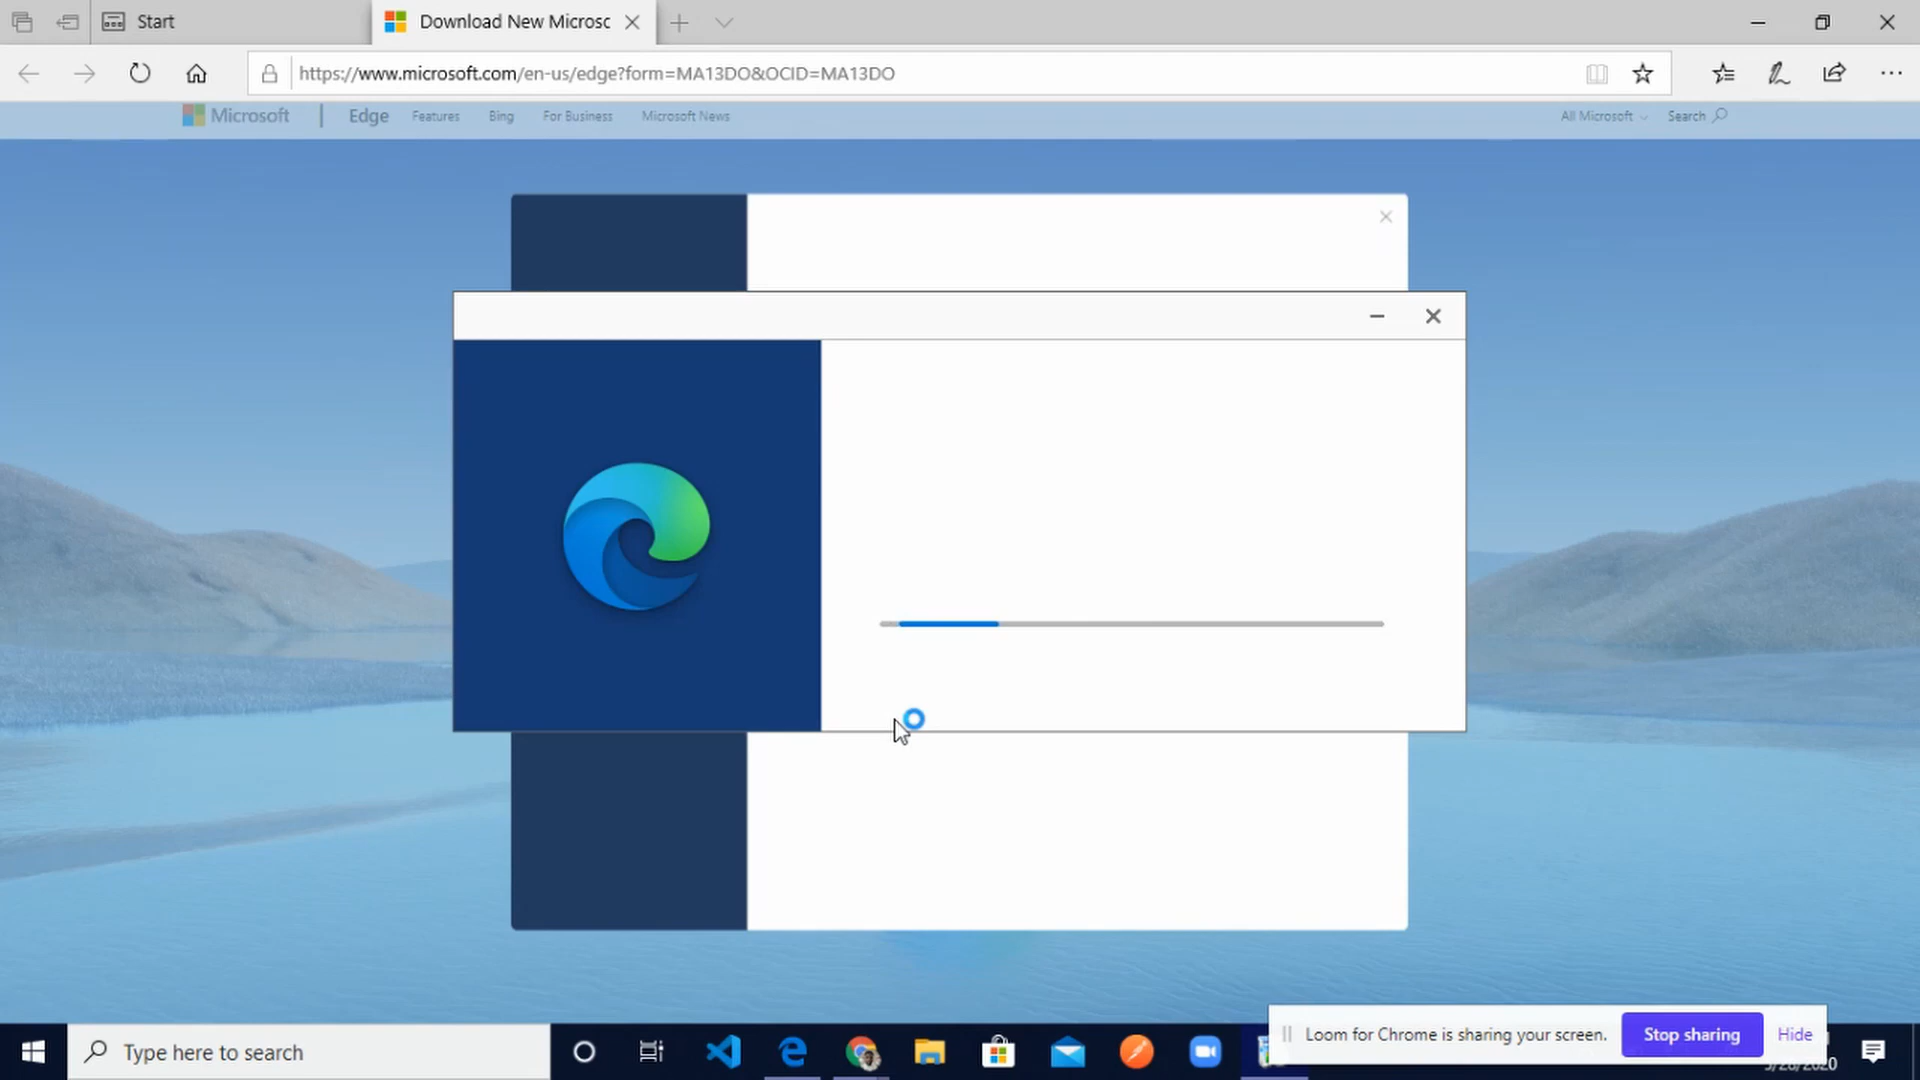 Start
Download New Microsc
https://www.microsoft.com/en-us/edge?form=MA13DO&OCID=MA13DO
Microsoft | Edge Features Bing For Business Microsoft News All Microsoft Search
Loom for Chrome is sharing your screen. Stop sharing Hide
Type here to search